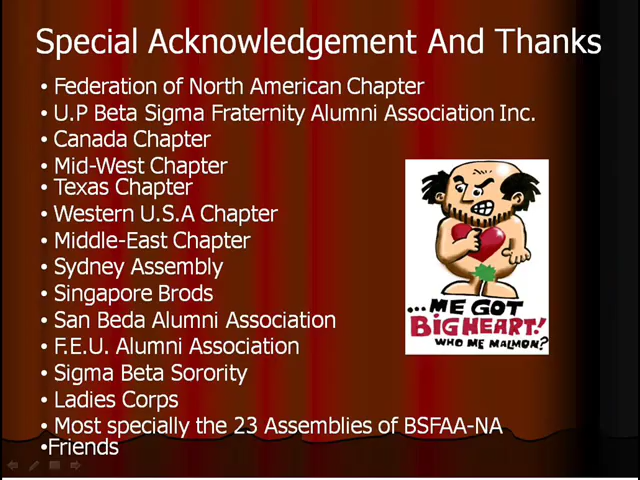 Special Acknowledgement And Thanks
• Federation of North American Chapter
• U.P Beta Sigma Fraternity Alumni Association Inc.
• Canada Chapter
• Mid-West Chapter
• Texas Chapter
• Western U.S.A Chapter
• Middle-East Chapter
• Sydney Assembly
• Singapore Brods
• San Beda Alumni Association
• F.E.U. Alumni Association
• Sigma Beta Sorority
• Ladies Corps
• Most specially the 23 Assemblies of BSFAA-NA
•Friends
...ME GOT
BIG HEART!
WHO ME MALMON?